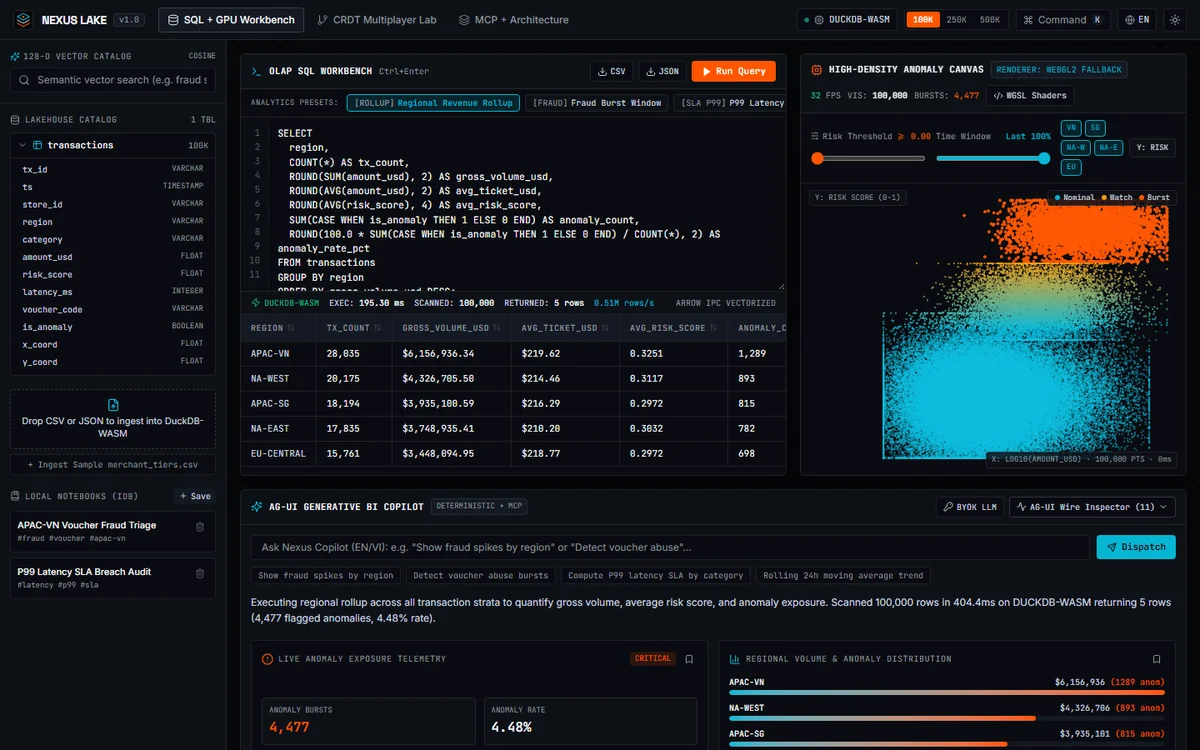 NEXUS LAKE v1.0 SQL + GPU Workbench CRDT Multiplayer Lab MCP + Architecture DUCKDB-WASM 100K 250K 500K Command K EN
128-D VECTOR CATALOG COSINE
Semantic vector search (e.g. fraud s
LAKEHOUSE CATALOG 1 TBL
transactions 100K
tx_id VARCHAR
ts TIMESTAMP
store_id VARCHAR
region VARCHAR
category VARCHAR
amount_usd FLOAT
risk_score FLOAT
latency_ms INTEGER
voucher_code VARCHAR
is_anomaly BOOLEAN
x_coord FLOAT
y_coord FLOAT
Drop CSV or JSON to ingest into DuckDB-
WASM
+ Ingest Sample merchant_tiers.csv
LOCAL NOTEBOOKS (IDB) + Save
APAC-VN Voucher Fraud Triage
#fraud #voucher #apac-vn
P99 Latency SLA Breach Audit
#latency #p99 #sla
OLAP SQL WORKBENCH Ctrl+Enter CSV JSON Run Query
ANALYTICS PRESETS: [ROLLUP] Regional Revenue Rollup [FRAUD] Fraud Burst Window [SLA P99] P99 Latency
1 SELECT
2 region,
3 COUNT(*) AS tx_count,
4 ROUND(SUM(amount_usd), 2) AS gross_volume_usd,
5 ROUND(AVG(amount_usd), 2) AS avg_ticket_usd,
6 ROUND(AVG(risk_score), 4) AS avg_risk_score,
7 SUM(CASE WHEN is_anomaly THEN 1 ELSE 0 END) AS anomaly_count,
8 ROUND(100.0 * SUM(CASE WHEN is_anomaly THEN 1 ELSE 0 END) / COUNT(*), 2) AS
9 anomaly_rate_pct
10 FROM transactions
11 GROUP BY region
ORDER BY gross_volume_usd DESC;
DUCKDB-WASM EXEC: 195.30 ms SCANNED: 100,000 RETURNED: 5 rows 0.51M rows/s ARROW IPC VECTORIZED
REGION TX_COUNT GROSS_VOLUME_USD AVG_TICKET_USD AVG_RISK_SCORE ANOMALY_C
APAC-VN 28,035 $6,156,936.34 $219.62 0.3251 1,289
NA-WEST 20,175 $4,326,705.50 $214.46 0.3117 893
APAC-SG 18,194 $3,935,100.59 $216.29 0.2972 815
NA-EAST 17,835 $3,748,935.41 $210.20 0.3032 782
EU-CENTRAL 15,761 $3,448,094.95 $218.77 0.2972 698
HIGH-DENSITY ANOMALY CANVAS RENDERER: WEBGL2 FALLBACK
32 FPS VIS: 100,000 BURSTS: 4,477 WGSL Shaders
Risk Threshold ≥ 0.00 Time Window Last 100%
VN SG
NA-W NA-E
EU
Y: RISK
Y: RISK SCORE (0-1) Nominal Watch Burst
X: LOG10(AMOUNT_USD) · 100,000 PTS · 0ms
AG-UI GENERATIVE BI COPILOT DETERMINISTIC + MCP BYOK LLM AG-UI Wire Inspector (11)
Ask Nexus Copilot (EN/VI): e.g. "Show fraud spikes by region" or "Detect voucher abuse"... Dispatch
Show fraud spikes by region Detect voucher abuse bursts Compute P99 latency SLA by category Rolling 24h moving average trend
Executing regional rollup across all transaction strata to quantify gross volume, average risk score, and anomaly exposure. Scanned 100,000 rows in 404.4ms on DUCKDB-WASM returning 5 rows
(4,477 flagged anomalies, 4.48% rate).
LIVE ANOMALY EXPOSURE TELEMETRY CRITICAL
ANOMALY BURSTS ANOMALY RATE
4,477 4.48%
REGIONAL VOLUME & ANOMALY DISTRIBUTION
APAC-VN $6,156,936 (1289 anom)
NA-WEST $4,326,706 (893 anom)
APAC-SG $3,935,101 (815 anom)